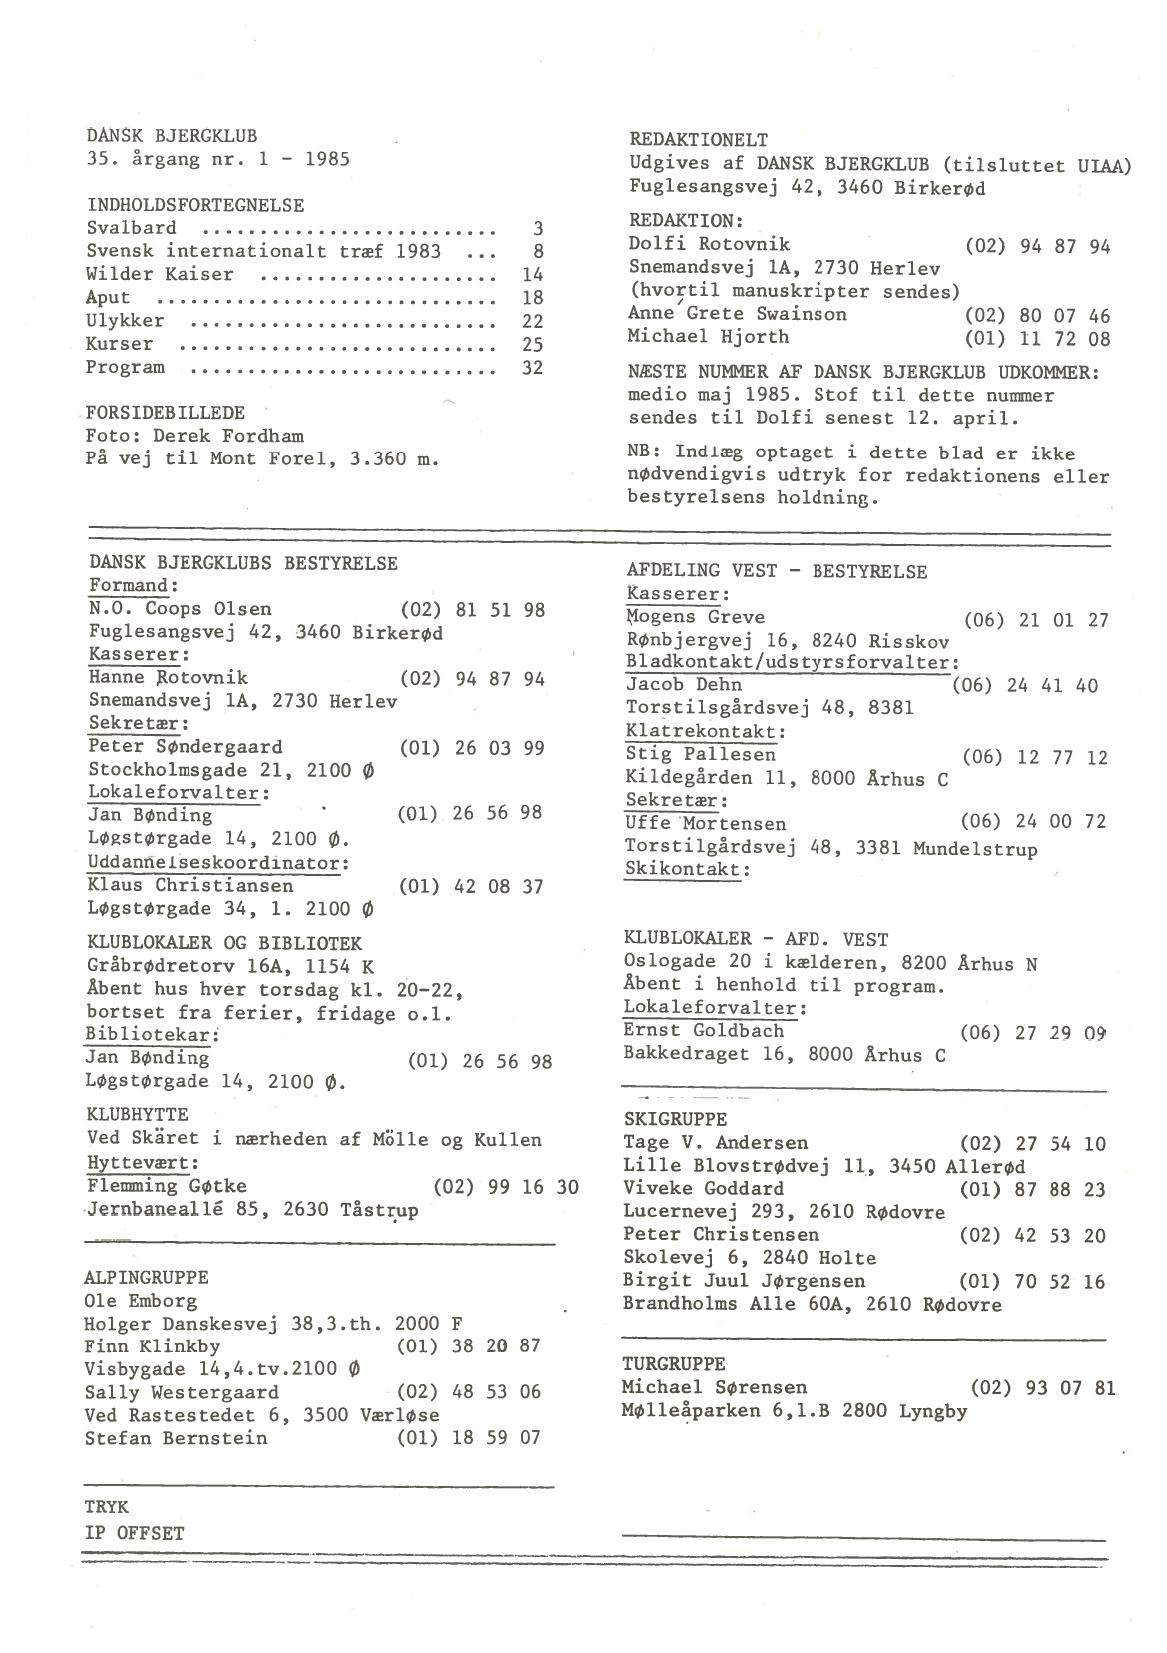 DANSK BJERGKLUB
35. årgang nr. 1 - 1985
INDHOLDSFORTEGNELSE
Svalbard .......................... 3
Svensk internationalt træf 1983 ... 8
Wilder Kaiser ..................... 14
Aput .............................. 18
Ulykker ........................... 22
Kurser ............................ 25
Program ........................... 32
FORSIDEBILLEDE
Foto: Derek Fordham
På vej til Mont Forel, 3.360 m.
REDAKTIONELT
Udgives af DANSK BJERGKLUB (tilsluttet UIAA)
Fuglesangsvej 42, 3460 Birkerød
REDAKTION:
Dolfi Rotovnik (02) 94 87 94
Snemandsvej 1A, 2730 Herlev
(hvortil manuskripter sendes)
Anne Grete Swainson (02) 80 07 46
Michael Hjorth (01) 11 72 08
NÆSTE NUMMER AF DANSK BJERGKLUB UDKOMMER:
medio maj 1985. Stof til dette nummer
sendes til Dolfi senest 12. april.
NB: Indlæg optaget i dette blad er ikke
nødvendigvis udtryk for redaktionens eller
bestyrelsens holdning.
DANSK BJERGKLUBS BESTYRELSE
Formand:
N.O. Coops Olsen (02) 81 51 98
Fuglesangsvej 42, 3460 Birkerød
Kasserer:
Hanne Rotovnik (02) 94 87 94
Snemandsvej 1A, 2730 Herlev
Sekretær:
Peter Søndergaard (01) 26 03 99
Stockholmsgade 21, 2100 Ø
Lokaleforvalter:
Jan Bønding (01) 26 56 98
Løgstørgade 14, 2100 Ø.
Uddannelseskoordinator:
Klaus Christiansen (01) 42 08 37
Løgstørgade 34, 1. 2100 Ø
KLUBLOKALER OG BIBLIOTEK
Gråbrødretorv 16A, 1154 K
Åbent hus hver torsdag kl. 20-22,
bortset fra ferier, fridage o.l.
Bibliotekar:
Jan Bønding (01) 26 56 98
Løgstørgade 14, 2100 Ø.
KLUBHYTTE
Ved Skäret i nærheden af Mölle og Kullen
Hyttevært:
Flemming Gøtke (02) 99 16 30
Jernbaneallé 85, 2630 Tåstrup
ALPINGRUPPE
Ole Emborg
Holger Danskesvej 38,3.th. 2000 F
Finn Klinkby (01) 38 20 87
Visbygade 14,4.tv.2100 Ø
Sally Westergaard (02) 48 53 06
Ved Rastestedet 6, 3500 Værløse
Stefan Bernstein (01) 18 59 07
TRYK
IP OFFSET
AFDELING VEST - BESTYRELSE
Kasserer:
Mogens Greve (06) 21 01 27
Rønbjergvej 16, 8240 Risskov
Bladkontakt/udstyrsforvalter:
Jacob Dehn (06) 24 41 40
Torstilsgårdsvej 48, 8381
Klatrekontakt:
Stig Pallesen (06) 12 77 12
Kildegården 11, 8000 Århus C
Sekretær:
Uffe Mortensen (06) 24 00 72
Torstilgårdsvej 48, 3381 Mundelstrup
Skikontakt:
KLUBLOKALER - AFD. VEST
Oslogade 20 i kælderen, 8200 Århus N
Åbent i henhold til program.
Lokaleforvalter:
Ernst Goldbach (06) 27 29 09
Bakkedraget 16, 8000 Århus C
SKIGRUPPE
Tage V. Andersen (02) 27 54 10
Lille Blovstrødvej 11, 3450 Allerød
Viveke Goddard (01) 87 88 23
Lucernevej 293, 2610 Rødovre
Peter Christensen (02) 42 53 20
Skolevej 6, 2840 Holte
Birgit Juul Jørgensen (01) 70 52 16
Brandholms Alle 60A, 2610 Rødovre
TURGRUPPE
Michael Sørensen (02) 93 07 81
Mølleåparken 6,1.B 2800 Lyngby